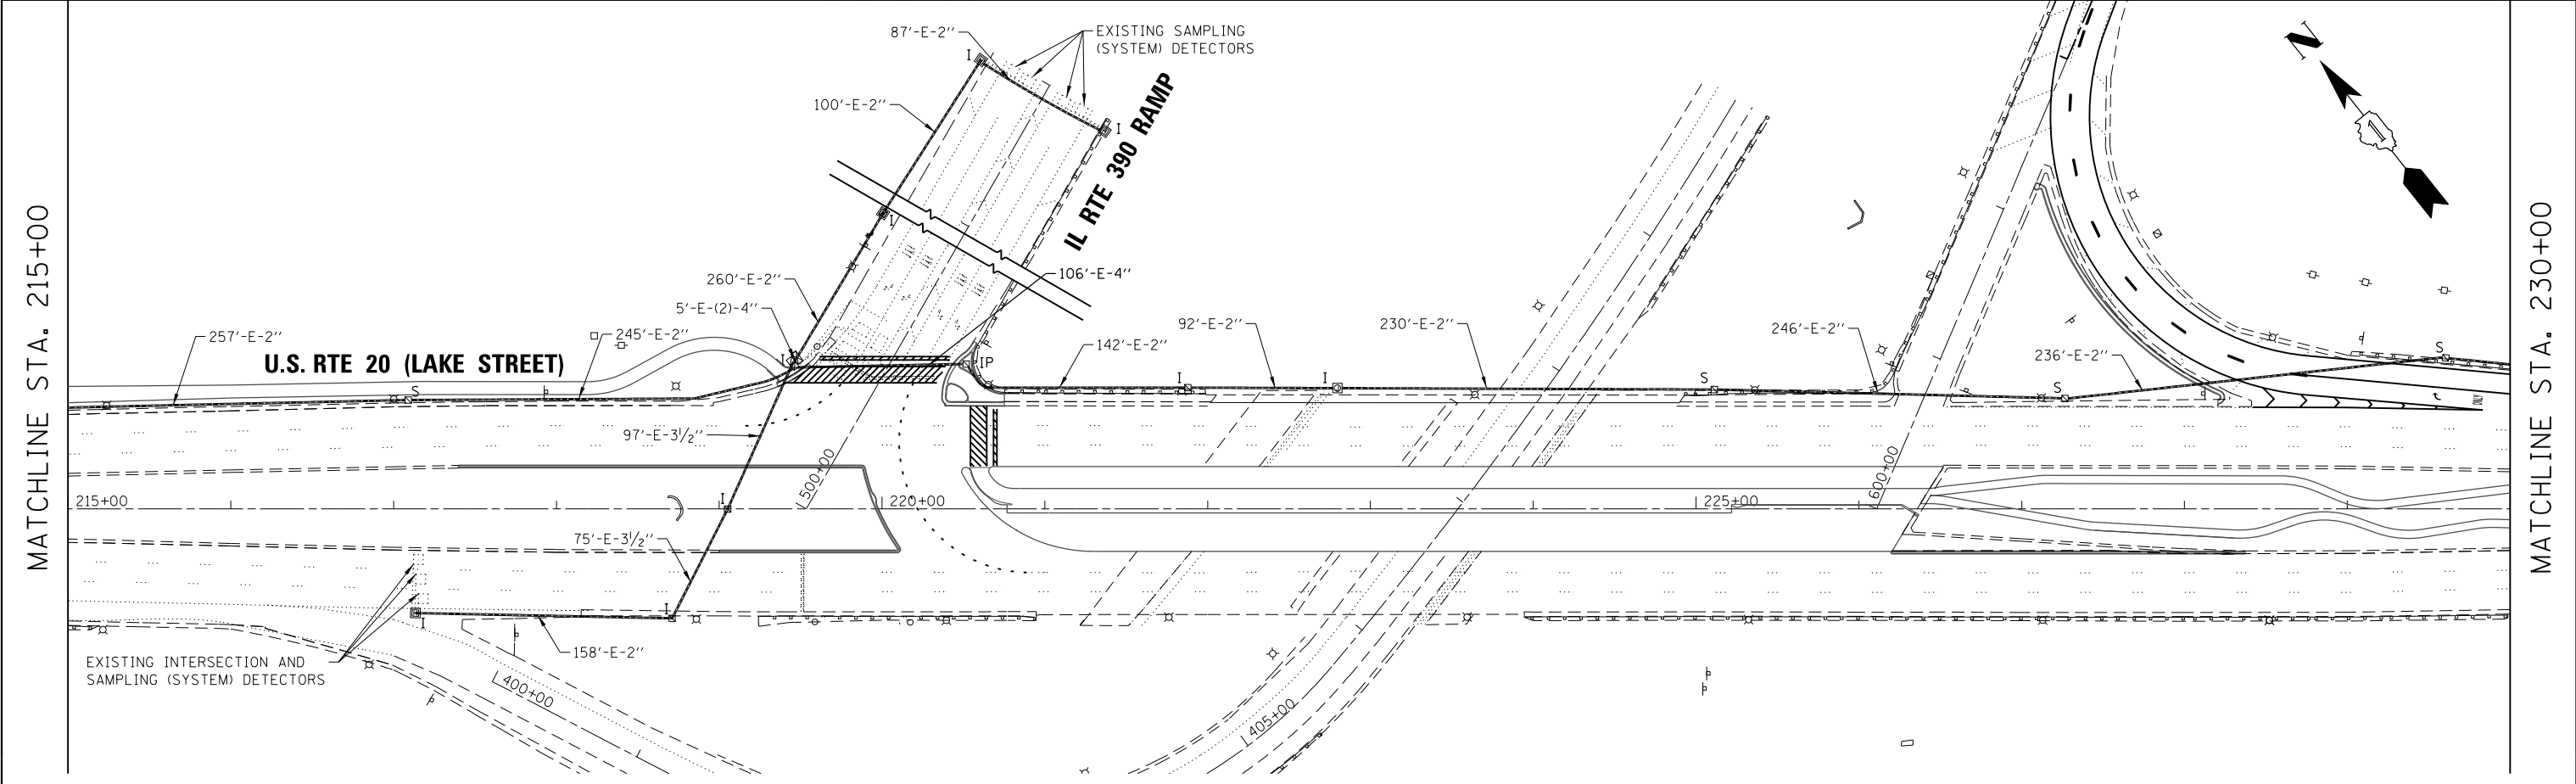 MATCHLINE STA. 215+00
87'-E-2"
EXISTING SAMPLING
(SYSTEM) DETECTORS
I
I
100'-E-2"
IL RTE 390 RAMP
I
N
260'-E-2"
106'-E-4"
5'-E-(2)-4"
257'-E-2"
245'-E-2"
U.S. RTE 20 (LAKE STREET)
I
IP
142'-E-2"
92'-E-2"
230'-E-2"
246'-E-2"
236'-E-2"
S
S
I
I
S
S
ONLY
97'-E-3½"
500+00
600+00
215+00
I
220+00
225+00
75'-E-3½"
I
I
158'-E-2"
EXISTING INTERSECTION AND
SAMPLING (SYSTEM) DETECTORS
400+00
405+00
MATCHLINE STA. 230+00